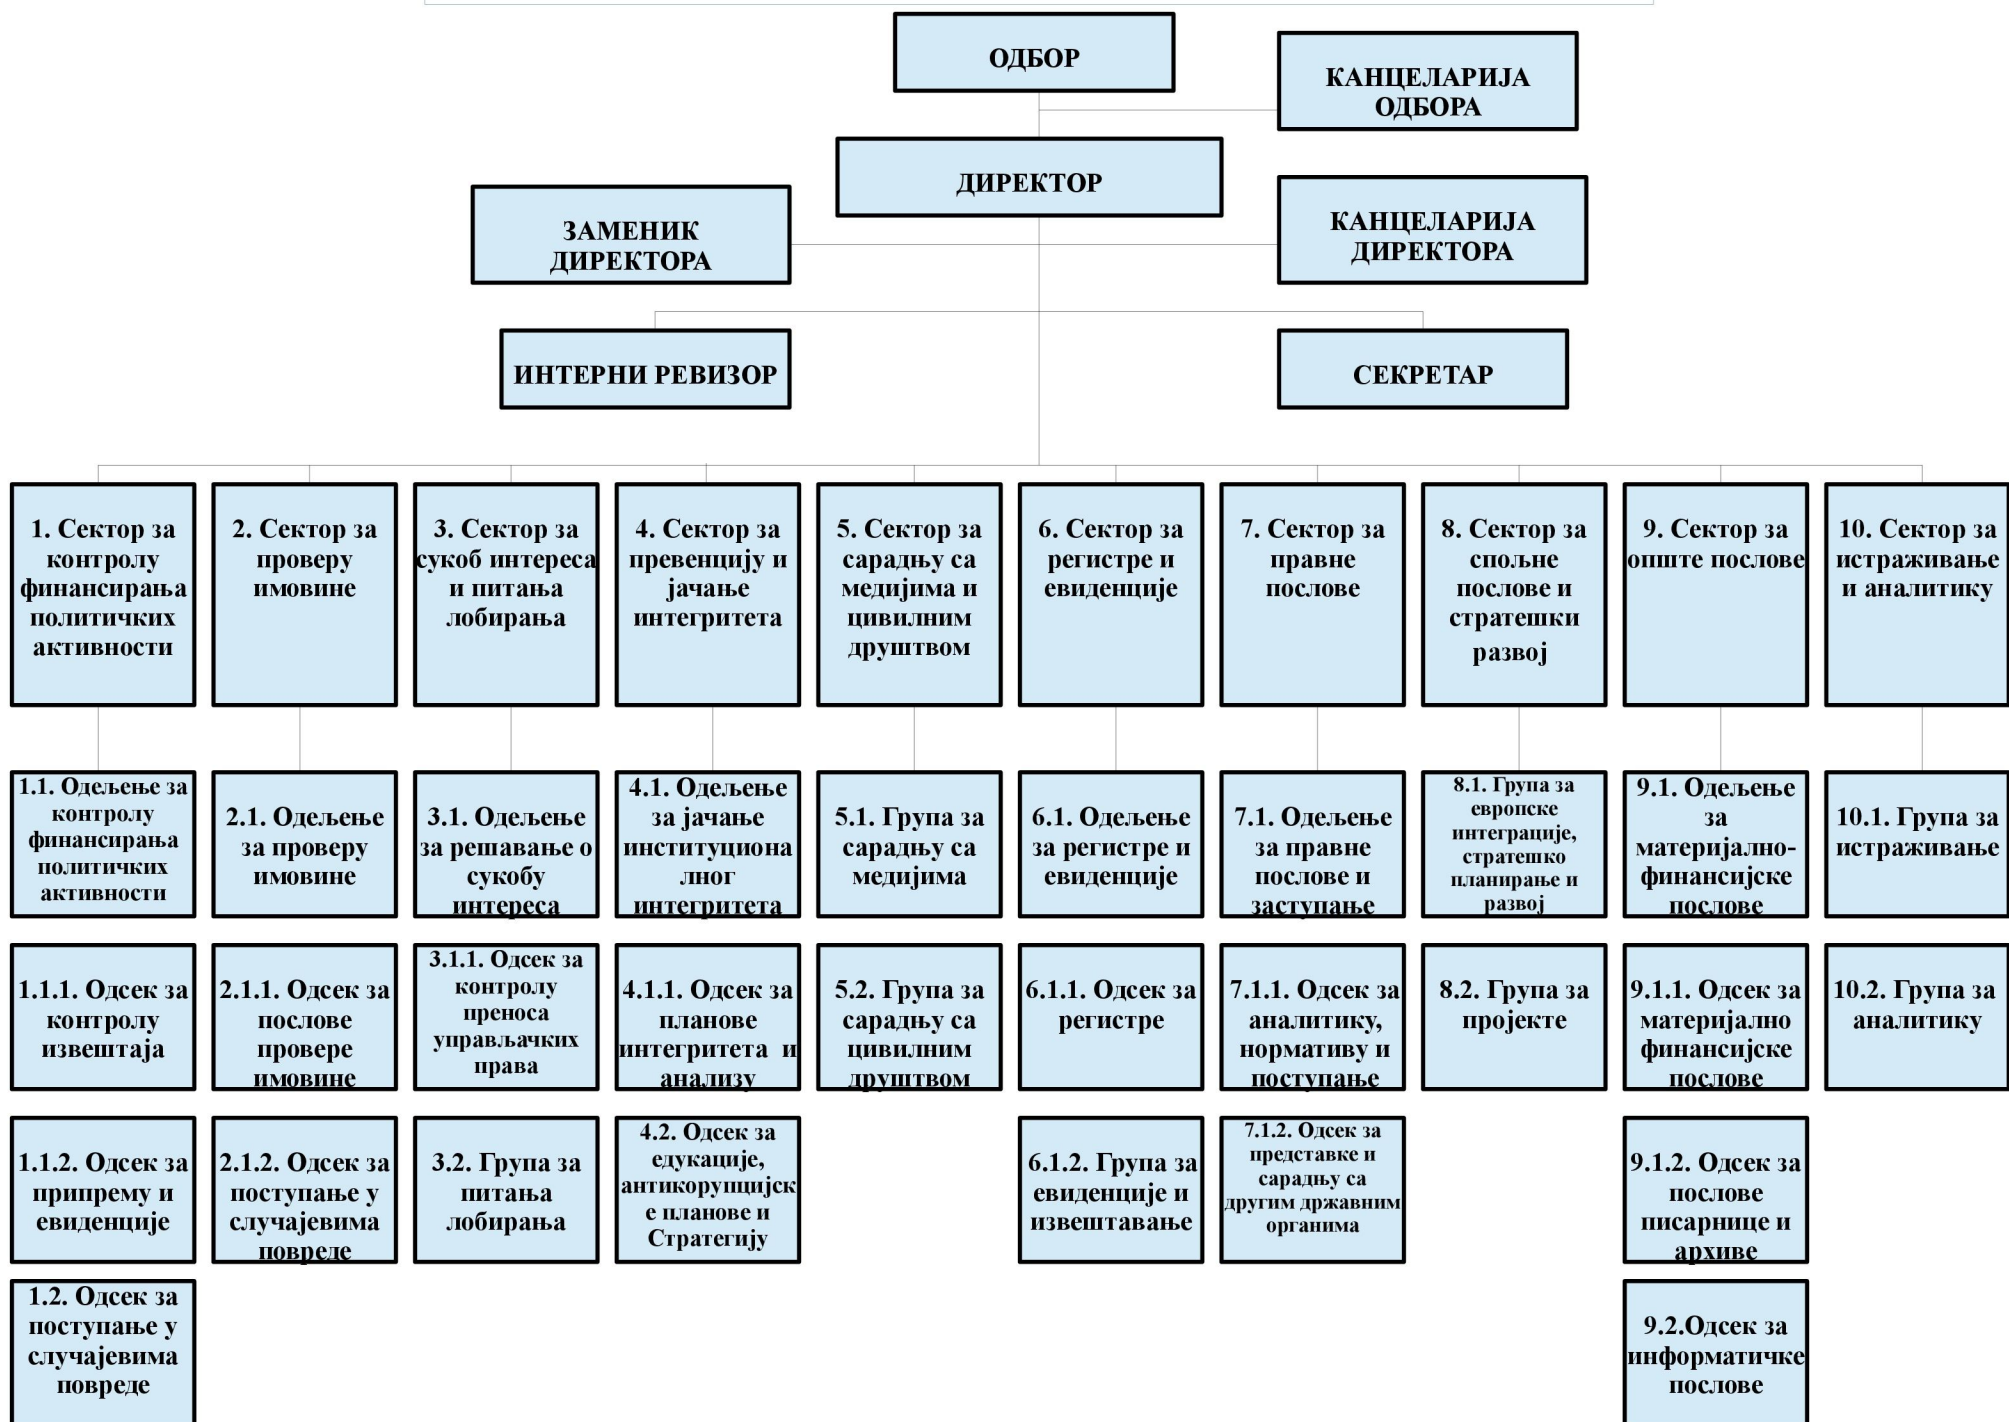 ОДБОР
КАНЦЕЛАРИЈА
ОДБОРА
ДИРЕКТОР
ЗАМЕНИК
ДИРЕКТОРА
КАНЦЕЛАРИЈА
ДИРЕКТОРА
ИНТЕРНИ РЕВИЗОР
СЕКРЕТАР
1. Сектор за
контролу
финансирања
политичких
активности
2. Сектор за
проверу
имовине
3. Сектор за
сукоб интереса
и питања
лобирања
4. Сектор за
превенцију и
јачање
интегритета
5. Сектор за
сарадњу са
медијима и
цивилним
друштвом
6. Сектор за
регистре и
евиденције
7. Сектор за
правне
послове
8. Сектор за
спољне
послове и
стратешки
развој
9. Сектор за
опште послове
10. Сектор за
истраживање
и аналитику
1.1. Одељење за
контролу
финансирања
политичких
активности
2.1. Одељење
за проверу
имовине
3.1. Одељење
за решавање о
сукобу
интереса
4.1. Одељење
за јачање
институциона
лног
интегритета
5.1. Група за
сарадњу са
медијима
6.1. Одељење
за регистре и
евиденције
7.1. Одељење
за правне
послове и
заступање
8.1. Група за
европске
интеграције,
стратешко
планирање и
развој
9.1. Одељење
за
материјално-
финансијске
послове
10.1. Група за
истраживање
1.1.1. Одсек за
контролу
извештаја
2.1.1. Одсек за
послове
провере
имовине
3.1.1. Одсек за
контролу
преноса
управљачких
права
4.1.1. Одсек за
планове
интегритета и
анализу
5.2. Група за
сарадњу са
цивилним
друштвом
6.1.1. Одсек за
регистре
7.1.1. Одсек за
аналитику,
нормативу и
поступање
8.2. Група за
пројекте
9.1.1. Одсек за
материјално
финансијске
послове
10.2. Група за
аналитику
1.1.2. Одсек за
припрему и
евиденције
2.1.2. Одсек за
поступање у
случајевима
повреде
3.2. Група за
питања
лобирања
4.2. Одсек за
едукације,
антикорупцијск
е планове и
Стратегију
6.1.2. Група за
евиденције и
извештавање
7.1.2. Одсек за
представке и
сарадњу са
другим државним
органима
9.1.2. Одсек за
послове
писарнице и
архиве
1.2. Одсек за
поступање у
случајевима
повреде
9.2.Одсек за
информатичке
послове